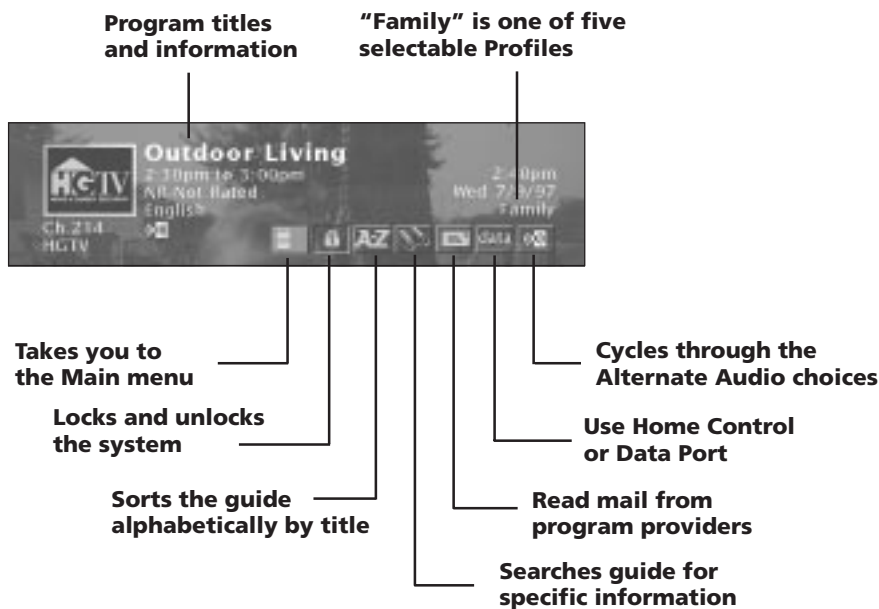 Program titles
and information
“Family” is one of five
selectable Profiles
HGTV
Outdoor Living
2:30pm to 3:00pm
NR-Not Rated
English
Ch 214
HGTV
2:40pm
Wed 7/9/97
Family
A-Z
data
Takes you to
the Main menu
Locks and unlocks
the system
Sorts the guide
alphabetically by title
Cycles through the
Alternate Audio choices
Use Home Control
or Data Port
Read mail from
program providers
Searches guide for
specific information